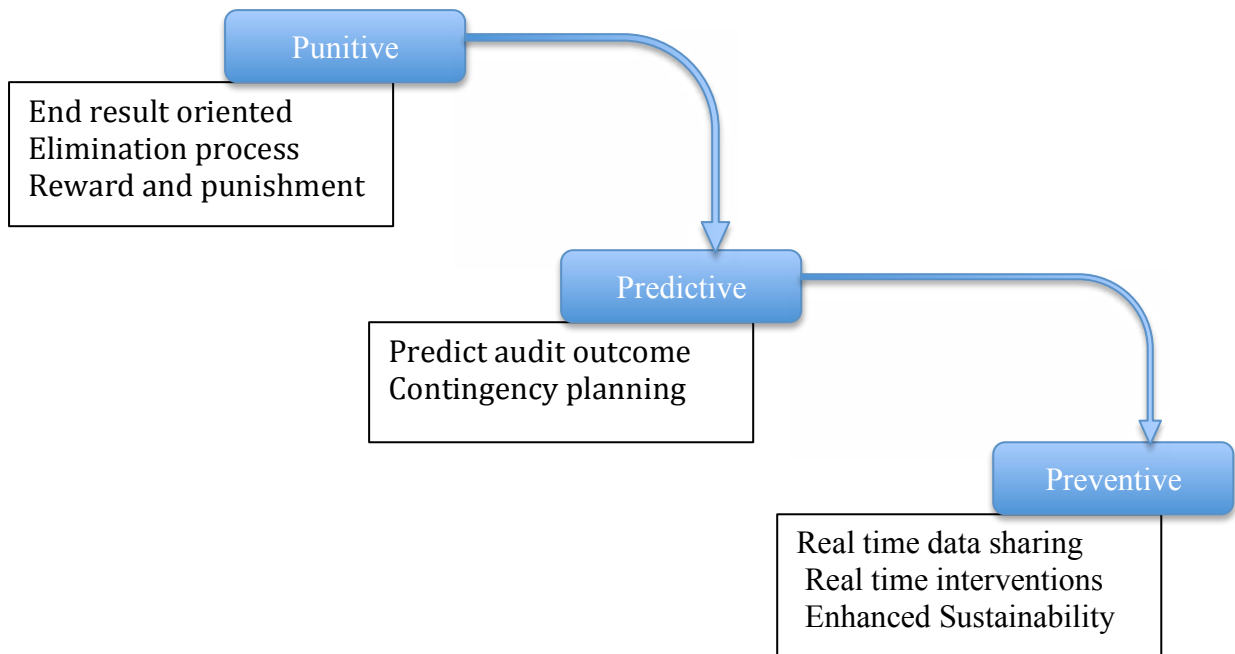 Punitive
End result oriented
Elimination process
Reward and punishment
Predictive
Predict audit outcome
Contingency planning
Preventive
Real time data sharing
Real time interventions
Enhanced Sustainability